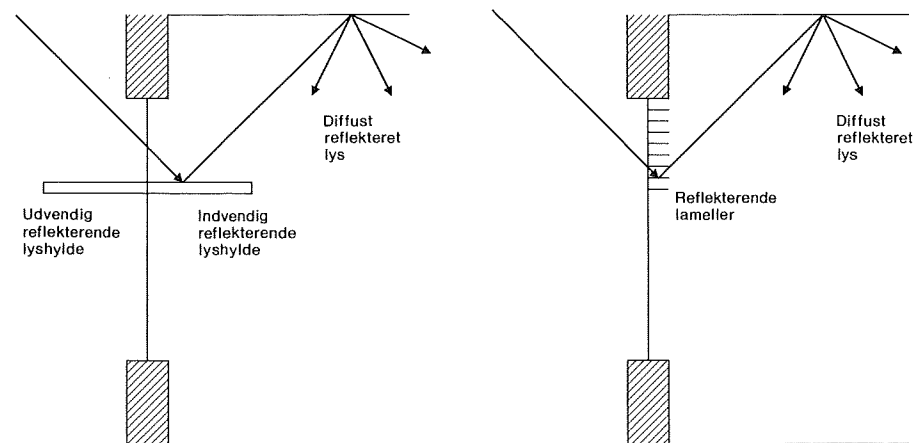 Diffust
reflekteret
lys
Udvendig
reflekterende
lyshylde
Indvendig
reflekterende
lyshylde
Diffust
reflekteret
lys
Reflekterende
lameller